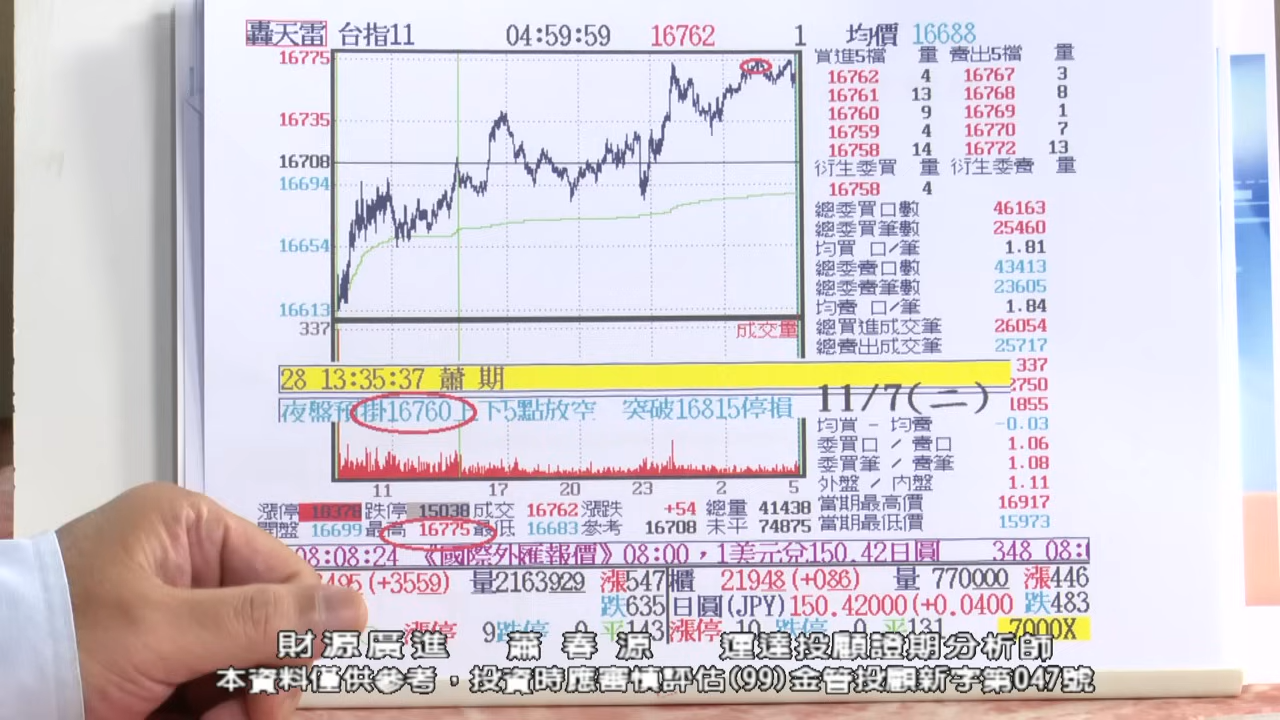 轟天雷 台指11 04:59:59 16762 1 均價 16688
買進5檔 量 賣出5檔 量
16762 4 16767 3
16761 13 16768 8
16760 9 16769 1
16759 4 16770 7
16758 14 16772 13
衍生委買 量 衍生委賣 量
16758 4
總委買口數 46163
總委買筆數 25460
均買 口/筆 1.81
總委賣口數 43413
總委賣筆數 23605
均賣 口/筆 1.84
總買進成交筆 26054
總賣出成交筆 25717
337
2750
1855
11/7(二)
均買 - 均賣 -0.03
委買口 / 賣口 1.06
委買筆 / 賣筆 1.08
外盤 / 內盤 1.11
當期最高價 16917
當期最低價 15973
16775
16735
16708
16694
16654
16613
337 成交量
28 13:35:37 蕭 期
夜盤預掛16760上下5點放空 突破16815停損
11 17 20 23 2 5
漲停 18378 跌停 15038 成交 16762 漲跌 +54 總量 41438
開盤 16699 最高 16775 最低 16683 參考 16708 未平 74875
08:08:24 《國際外匯報價》08:00，1美元兌150.42日圓 348 08:
495 (+3559) 量2163929 漲547 櫃 21948 (+086) 量 770000 漲446
跌635 日圓(JPY) 150.42000 (+0.0400 跌483
漲停 9 跌停 0 平143 漲停 10 跌停 0 平131 7000X
財源廣進 蕭春源 運達投顧證期分析師
本資料僅供參考，投資時應審慎評估(99)金管投顧新字第047號